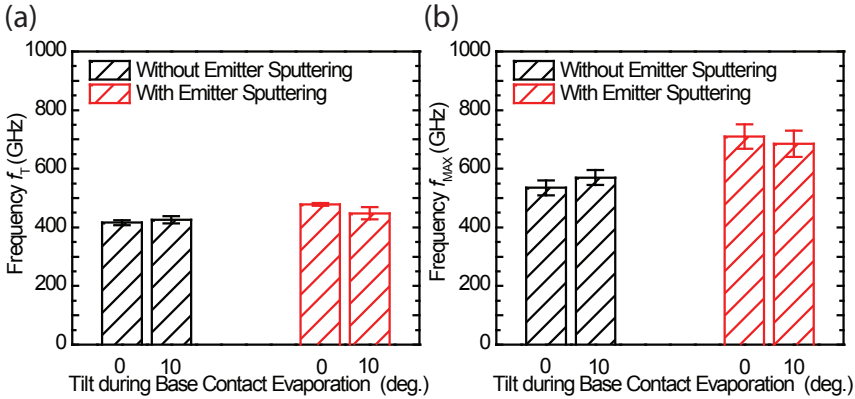 (a)
1000
800
600
400
200
0
Frequency fT (GHz)
Without Emitter Sputtering
With Emitter Sputtering
0 10 0 10
Tilt during Base Contact Evaporation (deg.)
(b)
1000
800
600
400
200
0
Frequency fMAX (GHz)
Without Emitter Sputtering
With Emitter Sputtering
0 10 0 10
Tilt during Base Contact Evaporation (deg.)